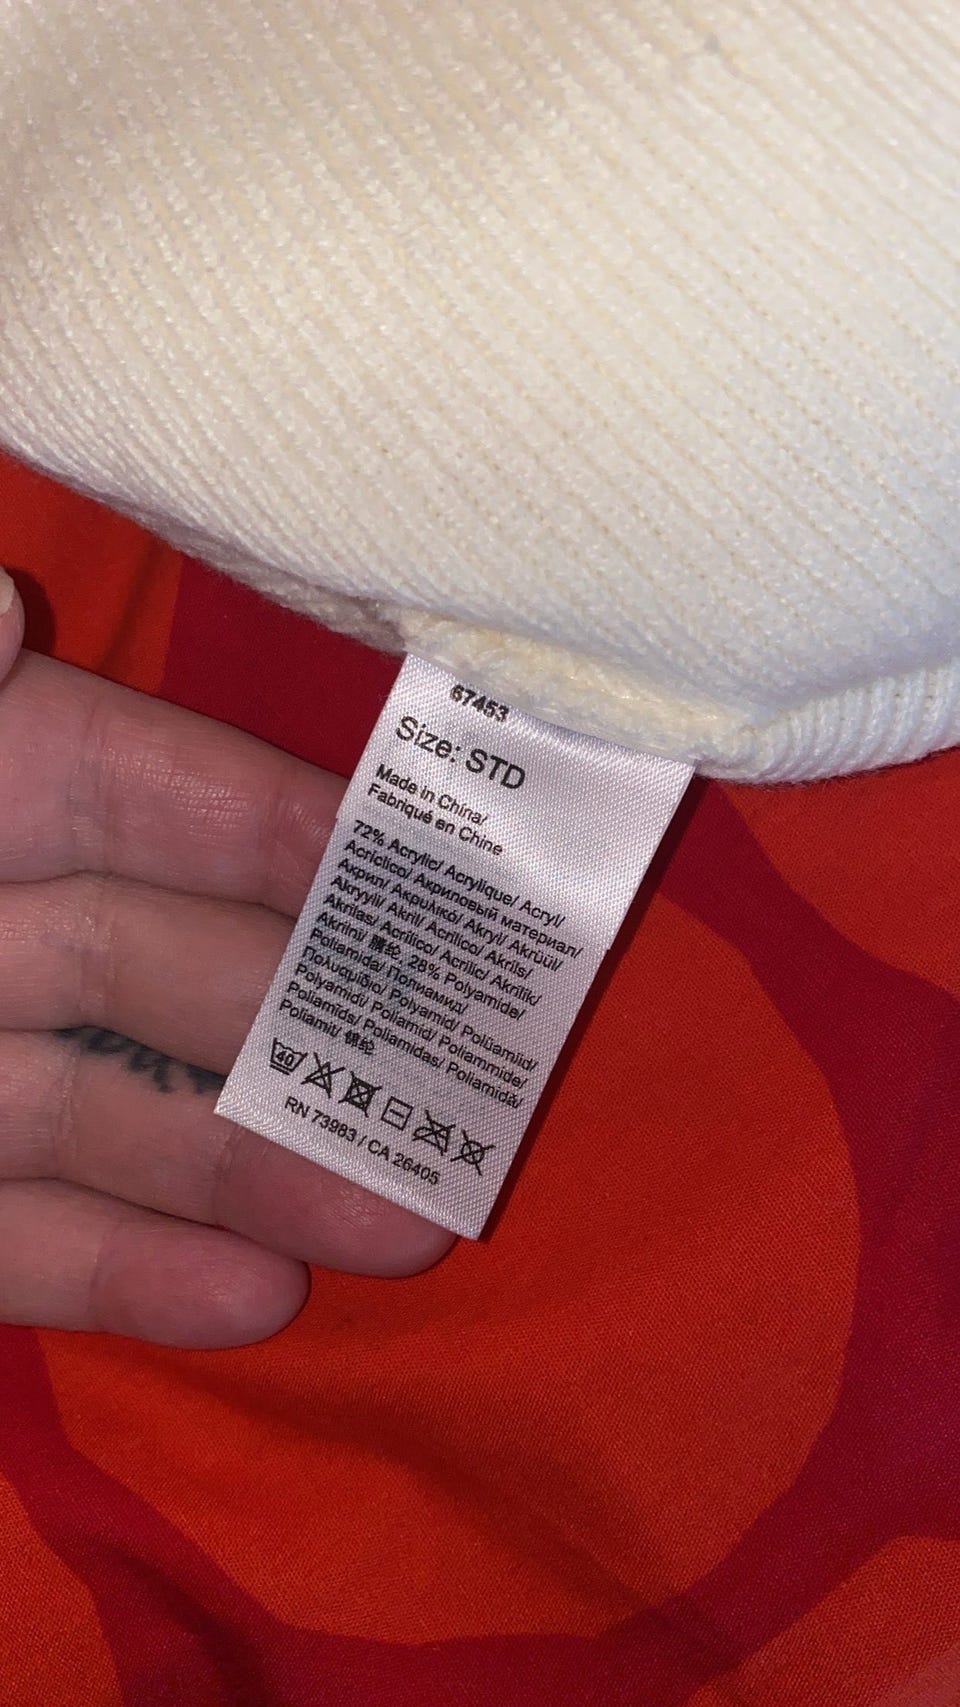 67453
Size: STD
Made in China/
Fabriqué en Chine
72% Acrylic/ Acrylique/ Acryl/
Acrílico/ Акриловый материал/
Акрил/ Ακρυλικό/ Akryl/ Akrüül/
Akryyli/ Akril/ Acrilico/ Akrils/
Akrilas/ Acrílico/ Acrilic/ Akrilik/
Akrilni/ 腈纶, 28% Polyamide/
Poliamida/ Полиамид/
Πολυαμίδιο/ Polyamid/ Polüamiid/
Polyamidi/ Poliamid/ Poliammide/
Poliamīds/ Poliamidas/ Poliamidă/
Poliamit/ 锦纶
40
RN 73983 / CA 26405